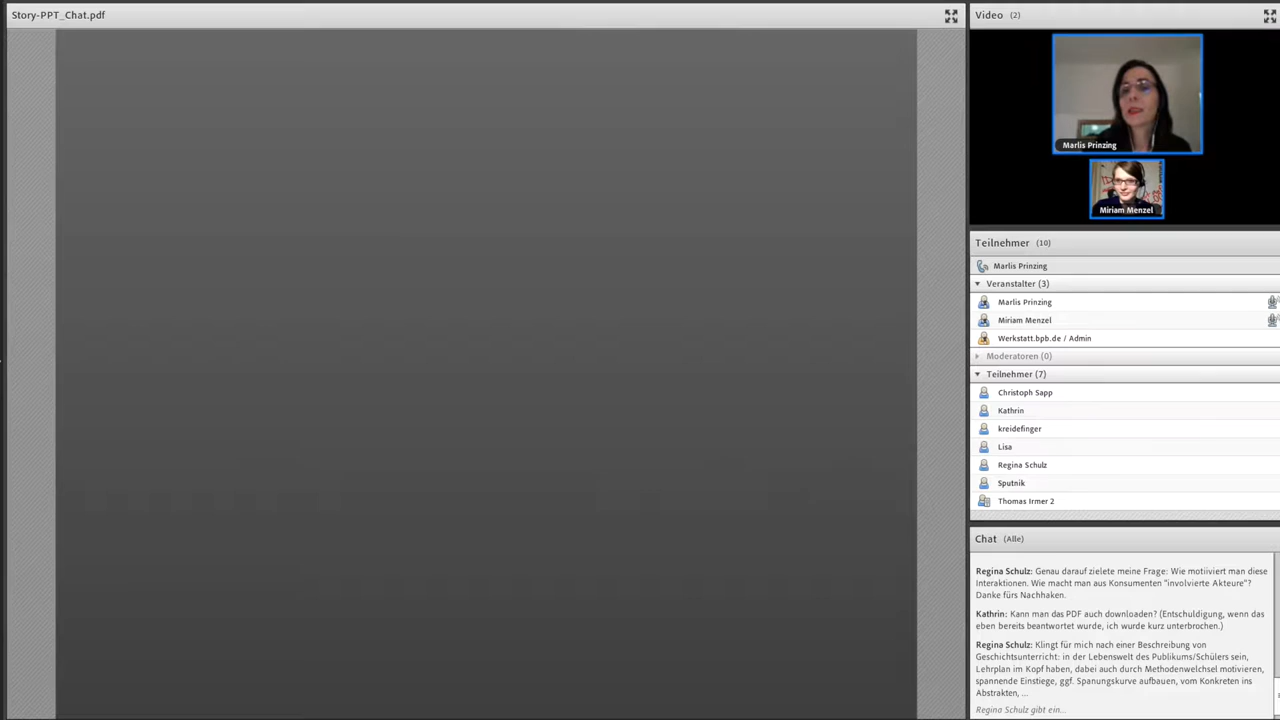 Story-PPT_Chat.pdf
Video (2)
Marlis Prinzing
Miriam Menzel
Teilnehmer (10)
Marlis Prinzing
Veranstalter (3)
Marlis Prinzing
Miriam Menzel
Werkstatt.bpb.de / Admin
Moderatoren (0)
Teilnehmer (7)
Christoph Sapp
Kathrin
kreidefinger
Lisa
Regina Schulz
Sputnik
Thomas Irmer 2
Chat (Alle)
Regina Schulz: Genau darauf zielete meine Frage: Wie motiiviert man diese
Interaktionen. Wie macht man aus Konsumenten "involvierte Akteure"?
Danke fürs Nachhaken.
Kathrin: Kann man das PDF auch downloaden? (Entschuldigung, wenn das
eben bereits beantwortet wurde, ich wurde kurz unterbrochen.)
Regina Schulz: Klingt für mich nach einer Beschreibung von
Geschichtsunterricht: in der Lebenswelt des Publikums/Schülers sein,
Lehrplan im Kopf haben, dabei auch durch Methodenwelchsel motivieren,
spannende Einstiege, ggf. Spanungskurve aufbauen, vom Konkreten ins
Abstrakten, ...
Regina Schulz gibt ein...